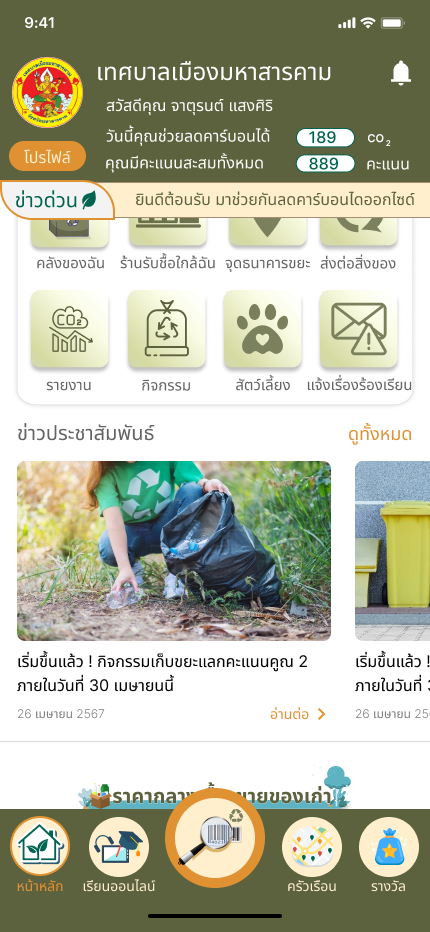 9:41
เทศบาลเมืองมหาสารคาม
สวัสดีคุณ จาตุรนต์ แสงศิริ
วันนี้คุณช่วยลดคาร์บอนได้ 189 co₂
โปรไฟล์
คุณมีคะแนนสะสมทั้งหมด 889 คะแนน
ข่าวด่วน ยินดีต้อนรับ มาช่วยกันลดคาร์บอนไดออกไซด์
คลังของฉัน ร้านรับซื้อใกล้ฉัน จุดธนาคารขยะ ส่งต่อสิ่งของ
CO₂
รายงาน กิจกรรม สัตว์เลี้ยง แจ้งเรื่องร้องเรียน
ข่าวประชาสัมพันธ์ ดูทั้งหมด
เริ่มขึ้นแล้ว ! กิจกรรมเก็บขยะแลกคะแนนคูณ 2
ภายในวันที่ 30 เมษายนนี้
26 เมษายน 2567 อ่านต่อ
เริ่มขึ้นแล้ว !
ภายในวันที่
26 เมษายน
ราคากลาง ของเก่า
หน้าหลัก เรียนออนไลน์ ครัวเรือน รางวัล